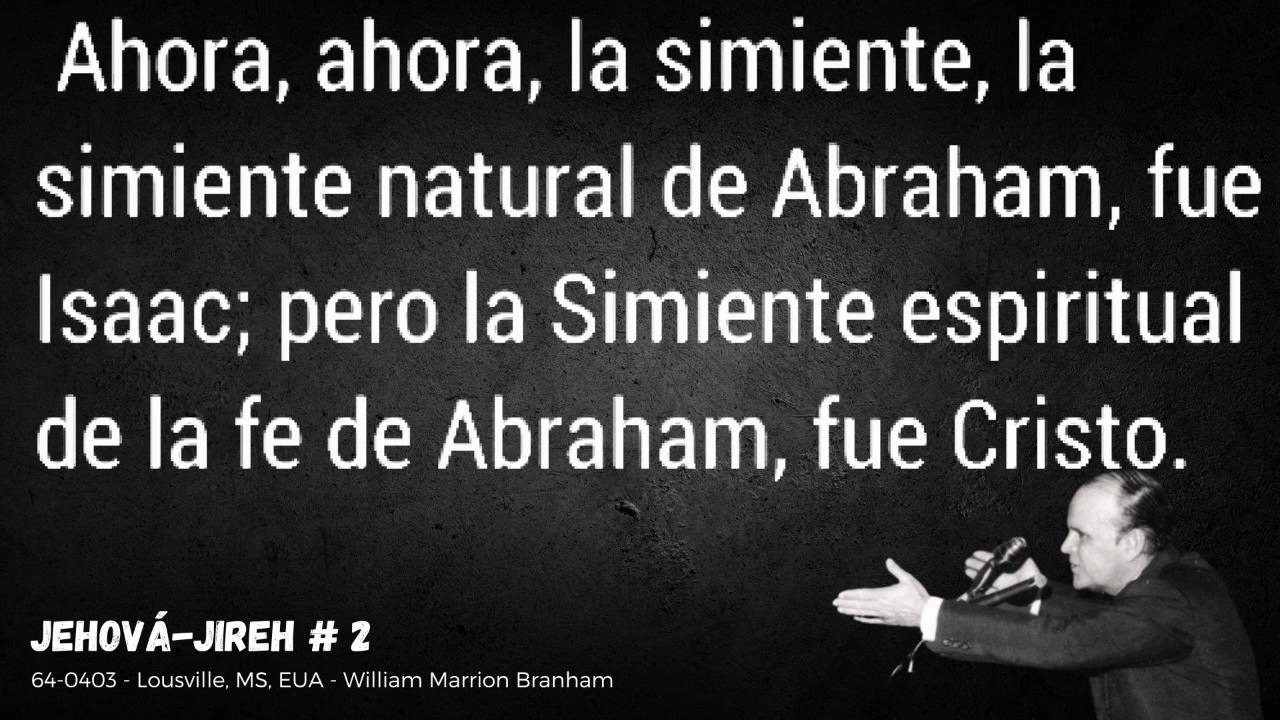 Ahora, ahora, la simiente, la
simiente natural de Abraham, fue
Isaac; pero la Simiente espiritual
de la fe de Abraham, fue Cristo.
JEHOVÁ-JIREH # 2
64-0403 - Lousville, MS, EUA - William Marrion Branham